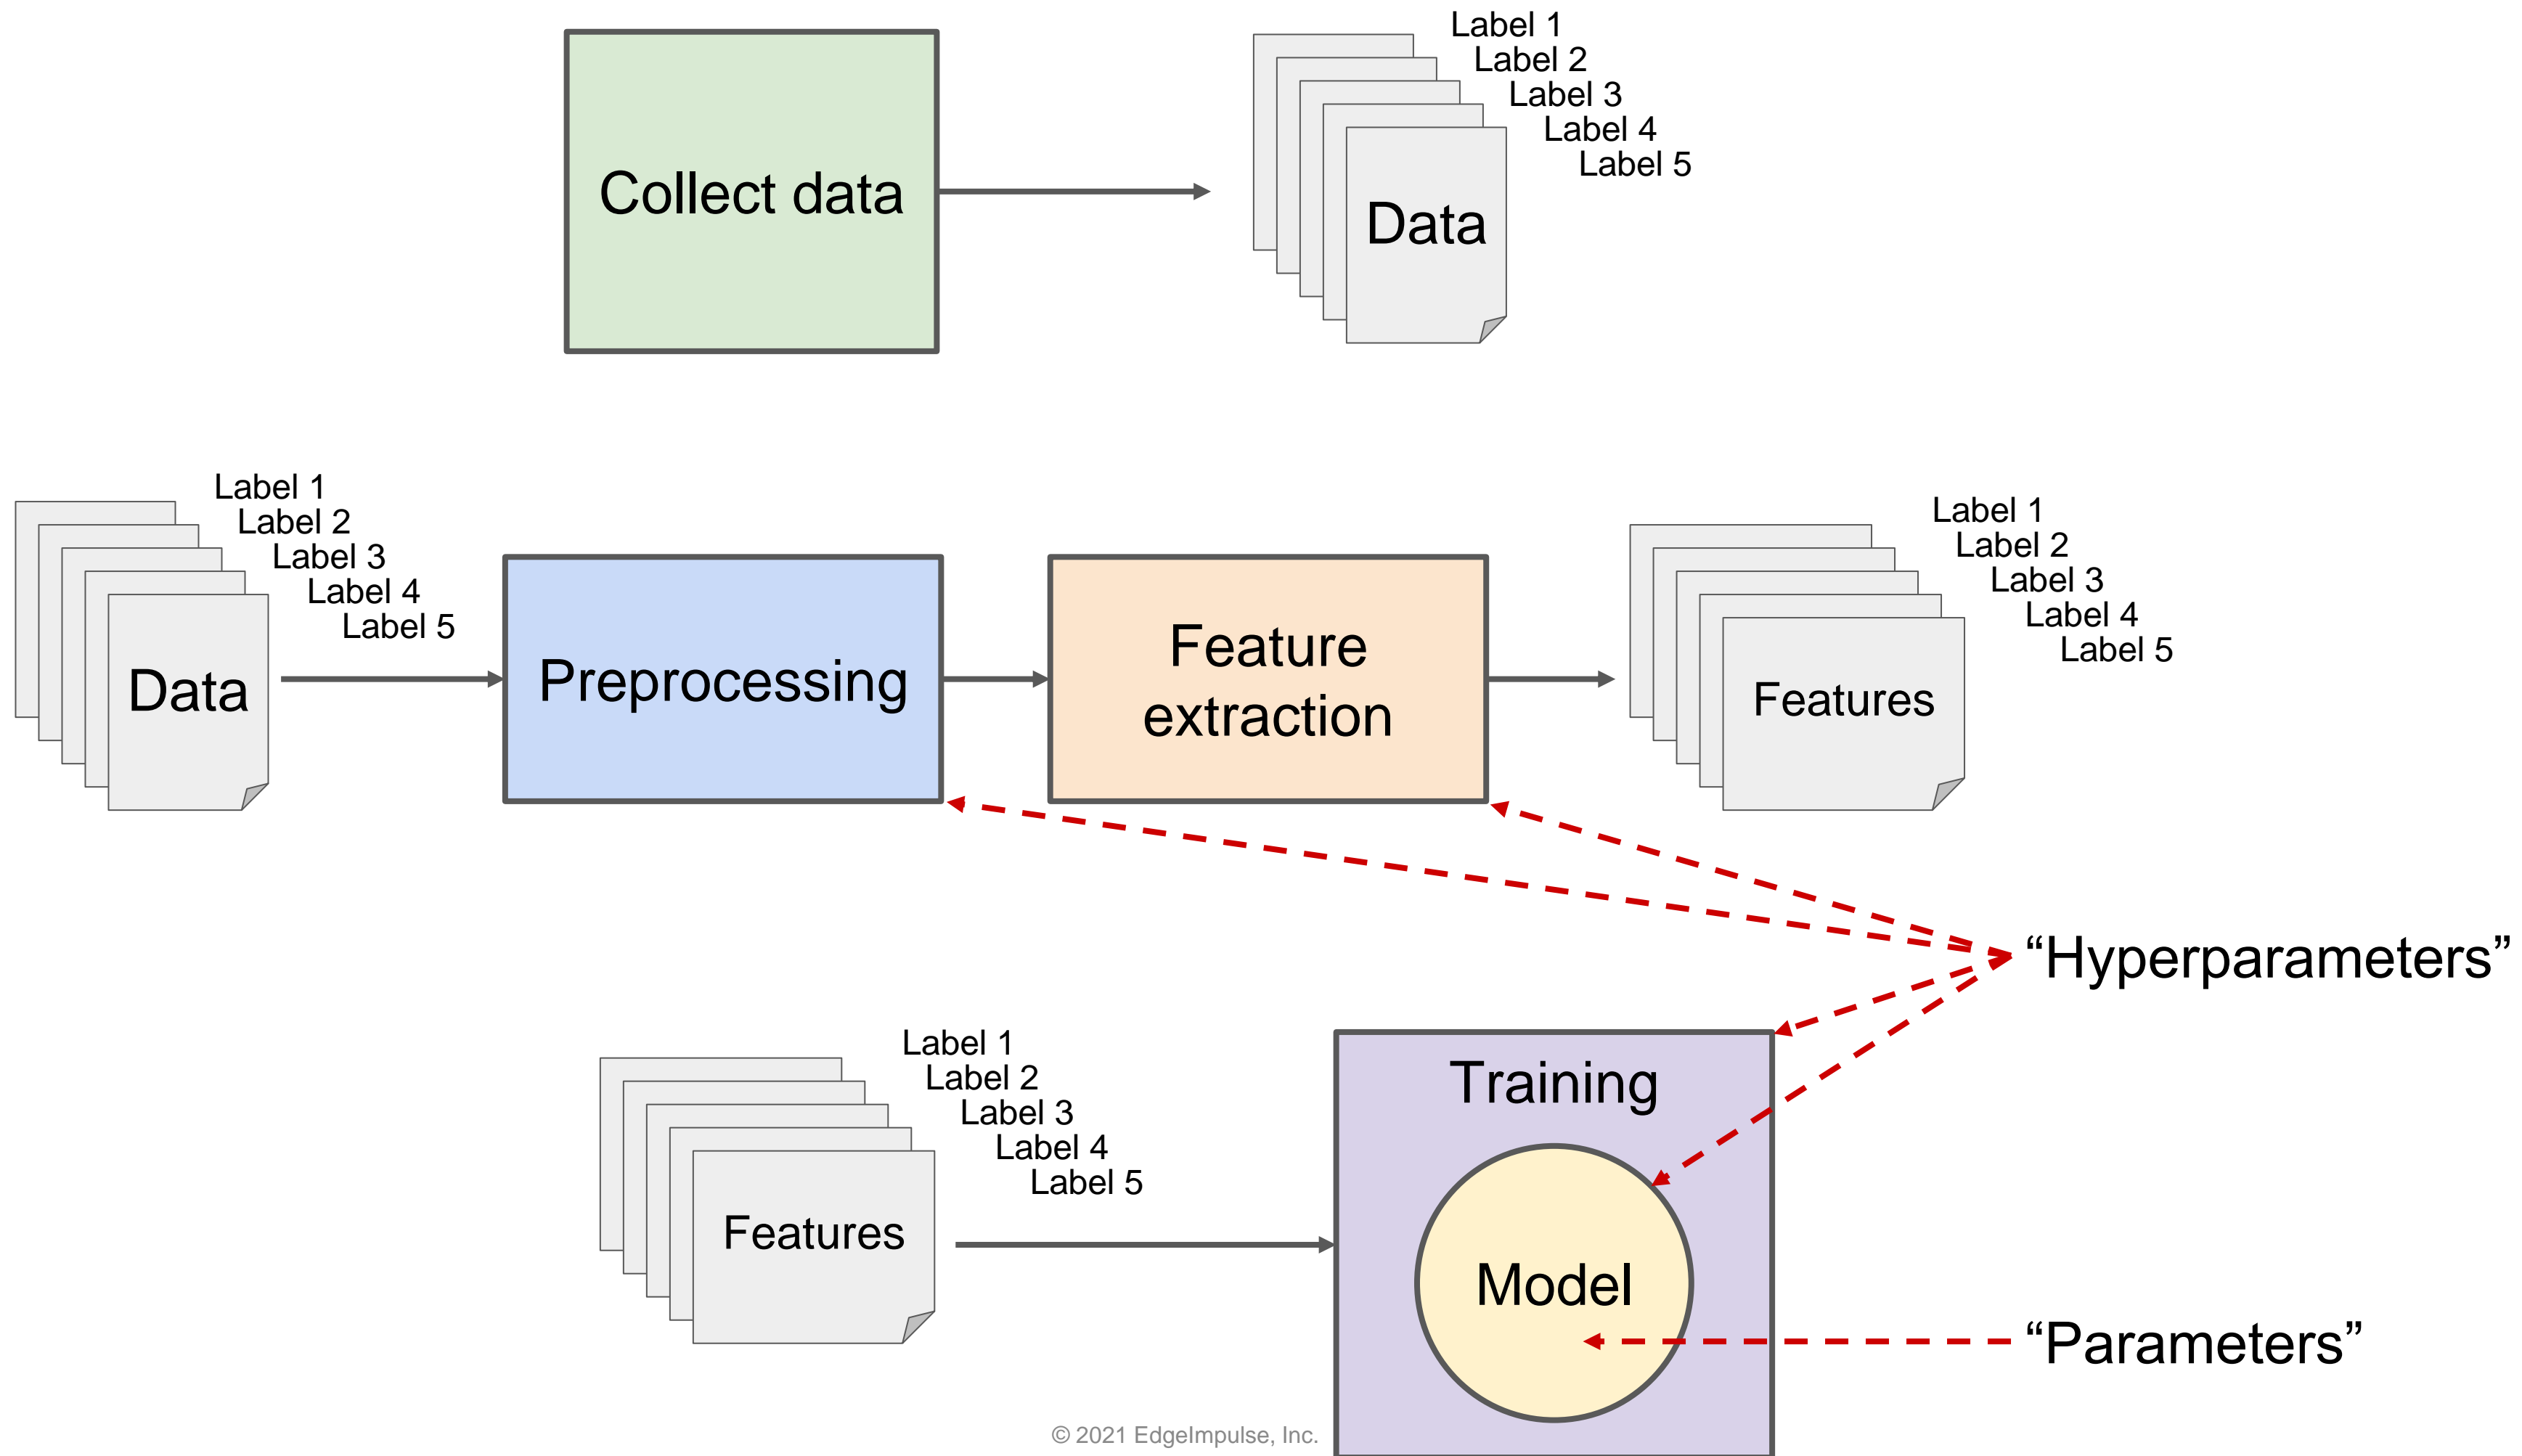 Collect data
Label 1
Label 2
Label 3
Label 4
Label 5
Data
Label 1
Label 2
Label 3
Label 4
Label 5
Data
Preprocessing
Feature
extraction
Label 1
Label 2
Label 3
Label 4
Label 5
Features
“Hyperparameters”
Label 1
Label 2
Label 3
Label 4
Label 5
Features
Training
Model
“Parameters”
© 2021 EdgeImpulse, Inc.